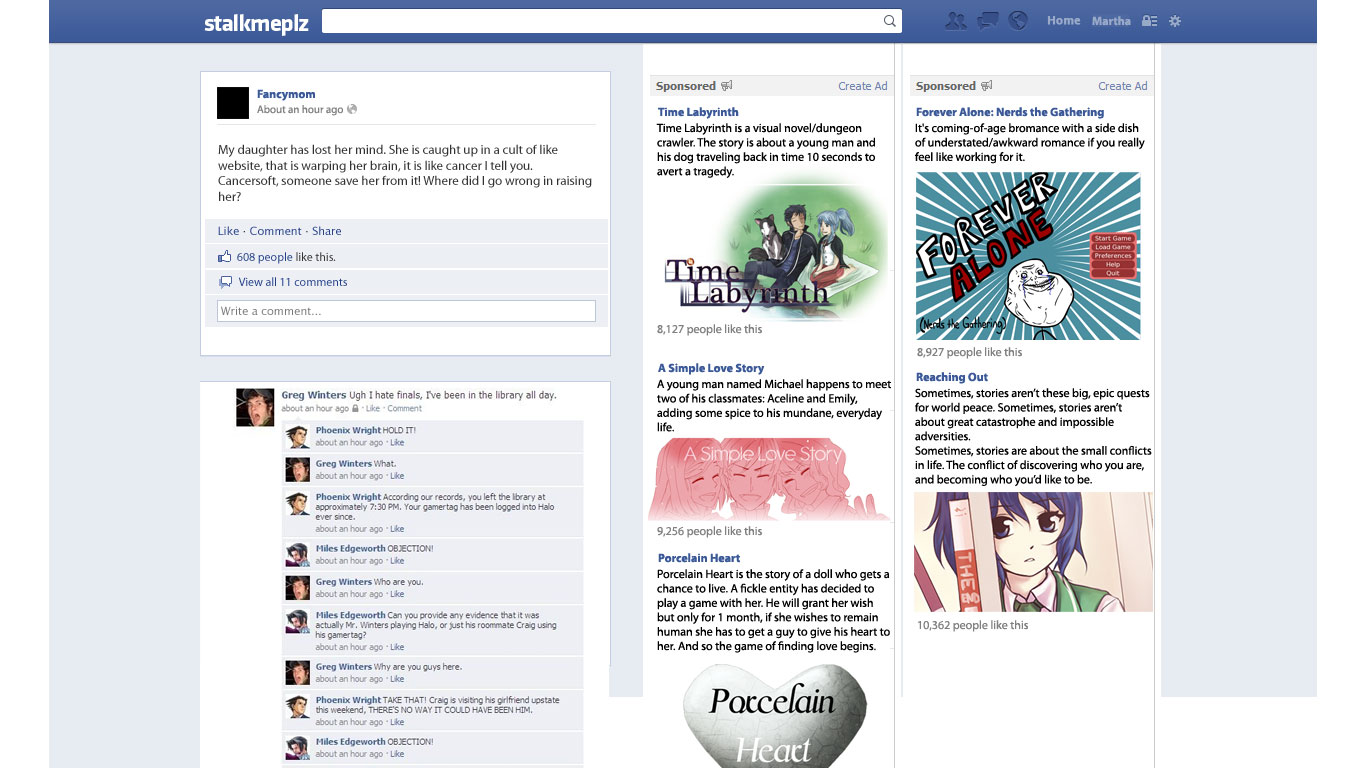 stalkmeplz
Home Martha
Fancymom
About an hour ago
My daughter has lost her mind. She is caught up in a cult of like
website, that is warping her brain, it is like cancer I tell you.
Cancersoft, someone save her from it! Where did I go wrong in raising
her?
Like · Comment · Share
608 people like this.
View all 11 comments
Write a comment...
Greg Winters Ugh I hate finals, I've been in the library all day.
about an hour ago · Like · Comment
Phoenix Wright HOLD IT!
about an hour ago · Like
Greg Winters What.
about an hour ago · Like
Phoenix Wright According our records, you left the library at
approximately 7:30 PM. Your gamertag has been logged into Halo
ever since.
about an hour ago · Like
Miles Edgeworth OBJECTION!
about an hour ago · Like
Greg Winters Who are you.
about an hour ago · Like
Miles Edgeworth Can you provide any evidence that it was
actually Mr. Winters playing Halo, or just his roommate Craig using
his gamertag?
about an hour ago · Like
Greg Winters Why are you guys here.
about an hour ago · Like
Phoenix Wright TAKE THAT! Craig is visiting his girlfriend upstate
this weekend, THERE'S NO WAY IT COULD HAVE BEEN HIM.
about an hour ago · Like
Miles Edgeworth OBJECTION!
about an hour ago · Like
Sponsored Create Ad
Time Labyrinth
Time Labyrinth is a visual novel/dungeon
crawler. The story is about a young man and
his dog traveling back in time 10 seconds to
avert a tragedy.
Time
Labyrinth
8,127 people like this
A Simple Love Story
A young man named Michael happens to meet
two of his classmates: Aceline and Emily,
adding some spice to his mundane, everyday
life.
A Simple Love Story
9,256 people like this
Porcelain Heart
Porcelain Heart is the story of a doll who gets a
chance to live. A fickle entity has decided to
play a game with her. He will grant her wish
but only for 1 month, if she wishes to remain
human she has to get a guy to give his heart to
her. And so the game of finding love begins.
Porcelain
Heart
Sponsored Create Ad
Forever Alone: Nerds the Gathering
It's coming-of-age bromance with a side dish
of understated/awkward romance if you really
feel like working for it.
FOREVER
ALONE
Start Game
Load Game
Preferences
Help
Quit
(Nerds the Gathering)
8,927 people like this
Reaching Out
Sometimes, stories aren't these big, epic quests
for world peace. Sometimes, stories aren't
about great catastrophe and impossible
adversities.
Sometimes, stories are about the small conflicts
in life. The conflict of discovering who you are,
and becoming who you'd like to be.
THE END
10,362 people like this